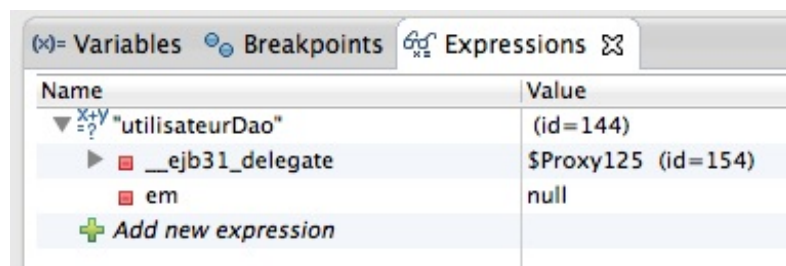 (x)= Variables Breakpoints Expressions
Name Value
"utilisateurDao" (id=144)
__ejb31_delegate $Proxy125 (id=154)
em null
Add new expression